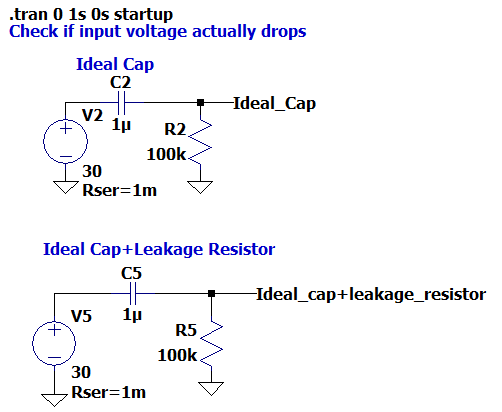 .tran 0 1s 0s startup
Check if input voltage actually drops
Ideal Cap
C2
Ideal_Cap
V2
1µ
R2
100k
30
Rser=1m
Ideal Cap+Leakage Resistor
C5
Ideal_cap+leakage_resistor
V5
1µ
R5
100k
30
Rser=1m